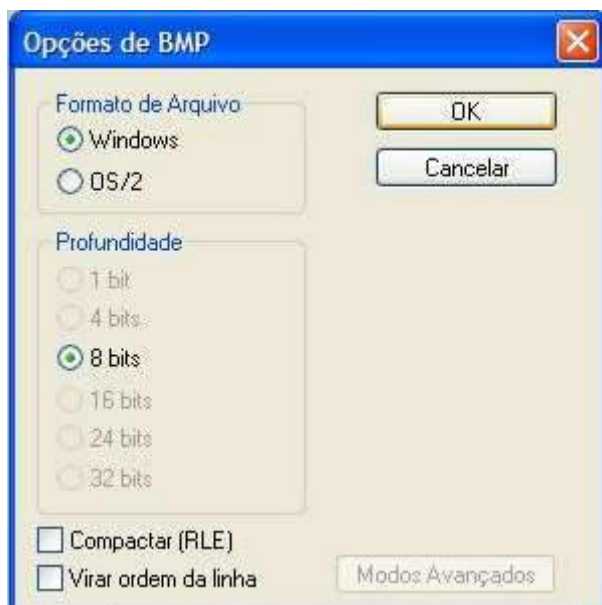 Opções de BMP
Formato de Arquivo
Windows
OS/2
OK
Cancelar
Profundidade
1 bit
4 bits
8 bits
16 bits
24 bits
32 bits
Compactar (RLE)
Virar ordem da linha
Modos Avançados